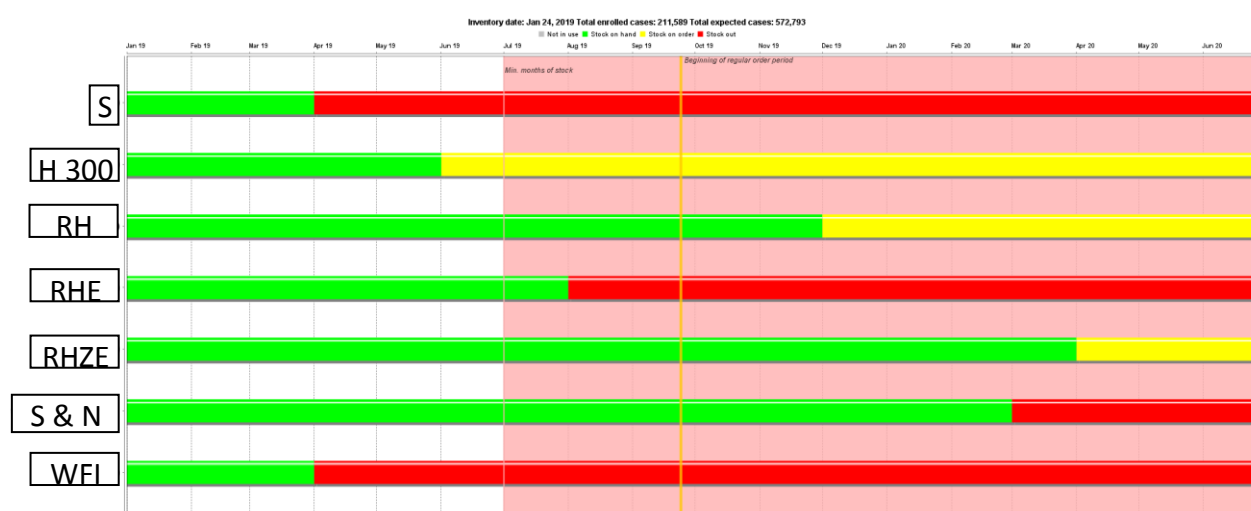 Inventory date: Jan 24, 2019 Total enrolled cases: 211,589 Total expected cases: 572,793
Not in use Stock on hand Stock on order Stock out
Jan 19 Feb 19 Mar 19 Apr 19 May 19 Jun 19 Jul 19 Aug 19 Sep 19 Oct 19 Nov 19 Dec 19 Jan 20 Feb 20 Mar 20 Apr 20 May 20 Jun 20
Beginning of regular order period
Min. months of stock
S
H 300
RH
RHE
RHZE
S & N
WFI